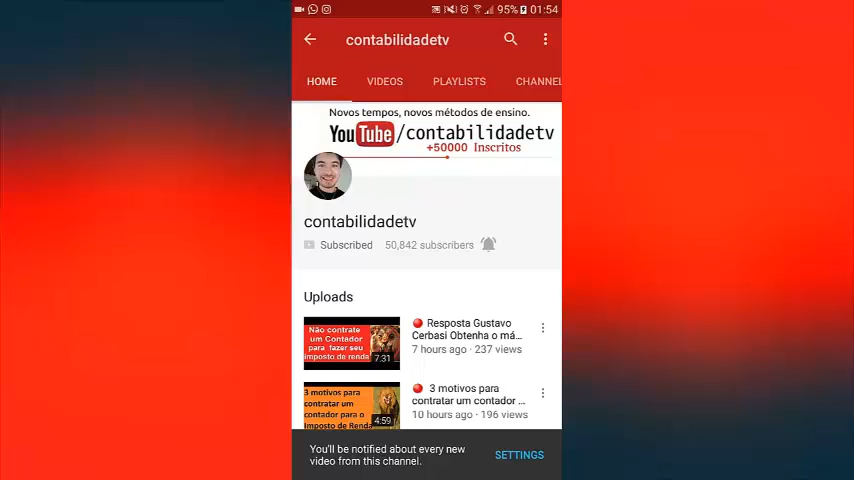 95% 01:54
contabilidadetv
HOME VIDEOS PLAYLISTS CHANNEL
Novos tempos, novos métodos de ensino.
YouTube/contabilidadetv
+50000 Inscritos
contabilidadetv
Subscribed 50,842 subscribers
Uploads
Não contrate
um Contador
para fazer seu
imposto de renda
7:31
Resposta Gustavo
Cerbasi Obtenha o má...
7 hours ago · 237 views
3 motivos para
contratar um
contador para o
Imposto de Renda
4:59
3 motivos para
contratar um contador ...
10 hours ago · 196 views
You'll be notified about every new
video from this channel.
SETTINGS